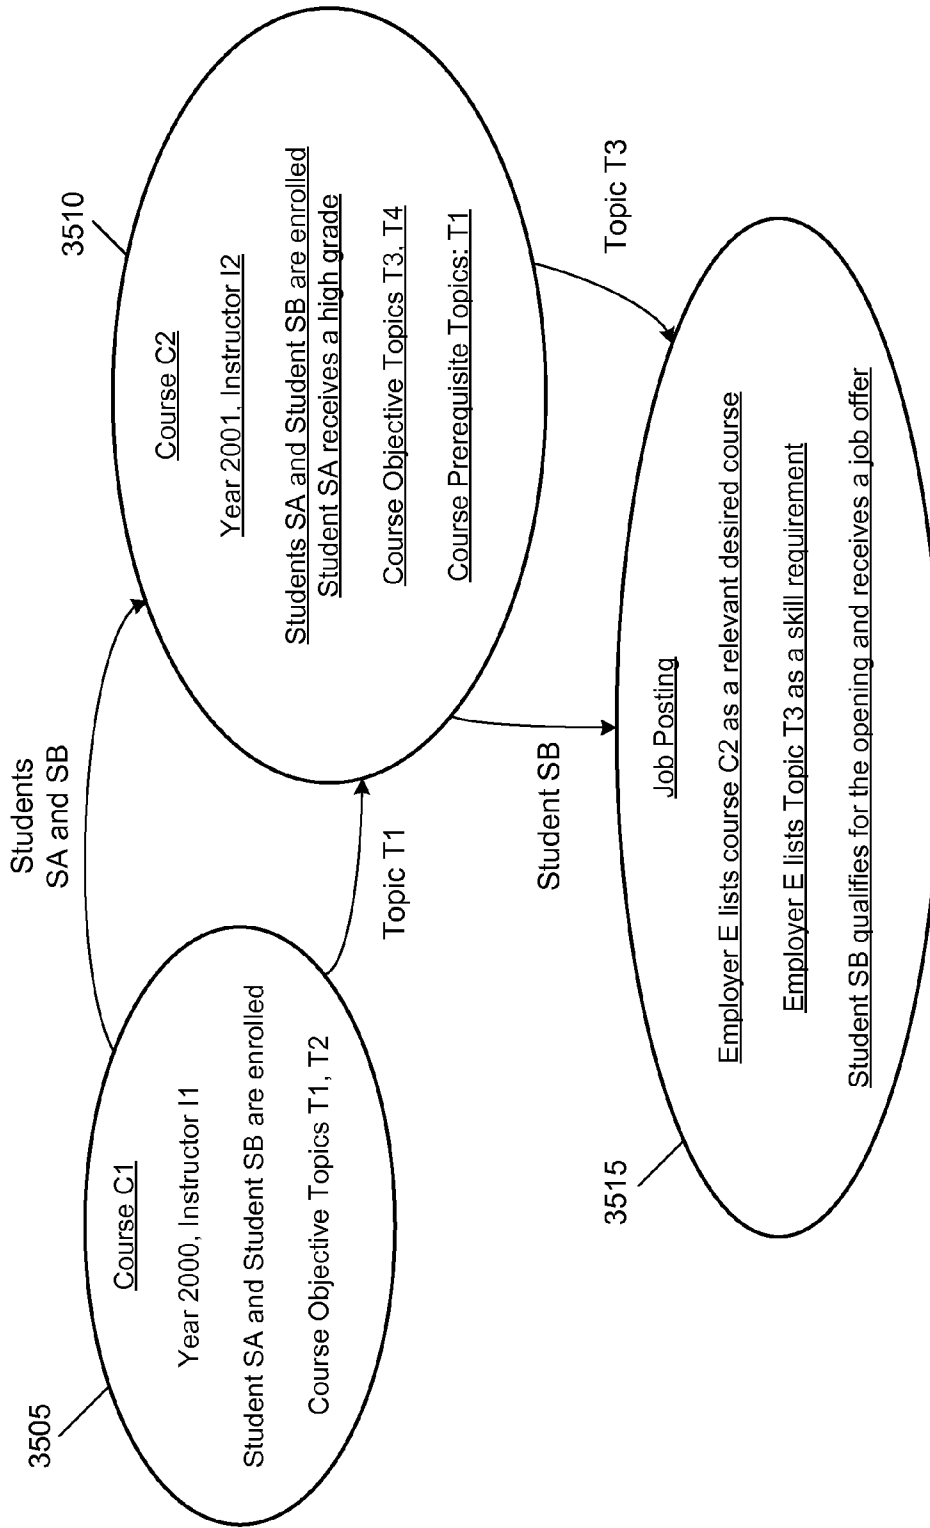 3505
Course C1
Year 2000, Instructor I1
Student SA and Student SB are enrolled
Course Objective Topics T1, T2
Students
SA and SB
Topic T1
3510
Course C2
Year 2001, Instructor I2
Students SA and Student SB are enrolled
Student SA receives a high grade
Course Objective Topics T3, T4
Course Prerequisite Topics: T1
Student SB
Topic T3
3515
Job Posting
Employer E lists course C2 as a relevant desired course
Employer E lists Topic T3 as a skill requirement
Student SB qualifies for the opening and receives a job offer